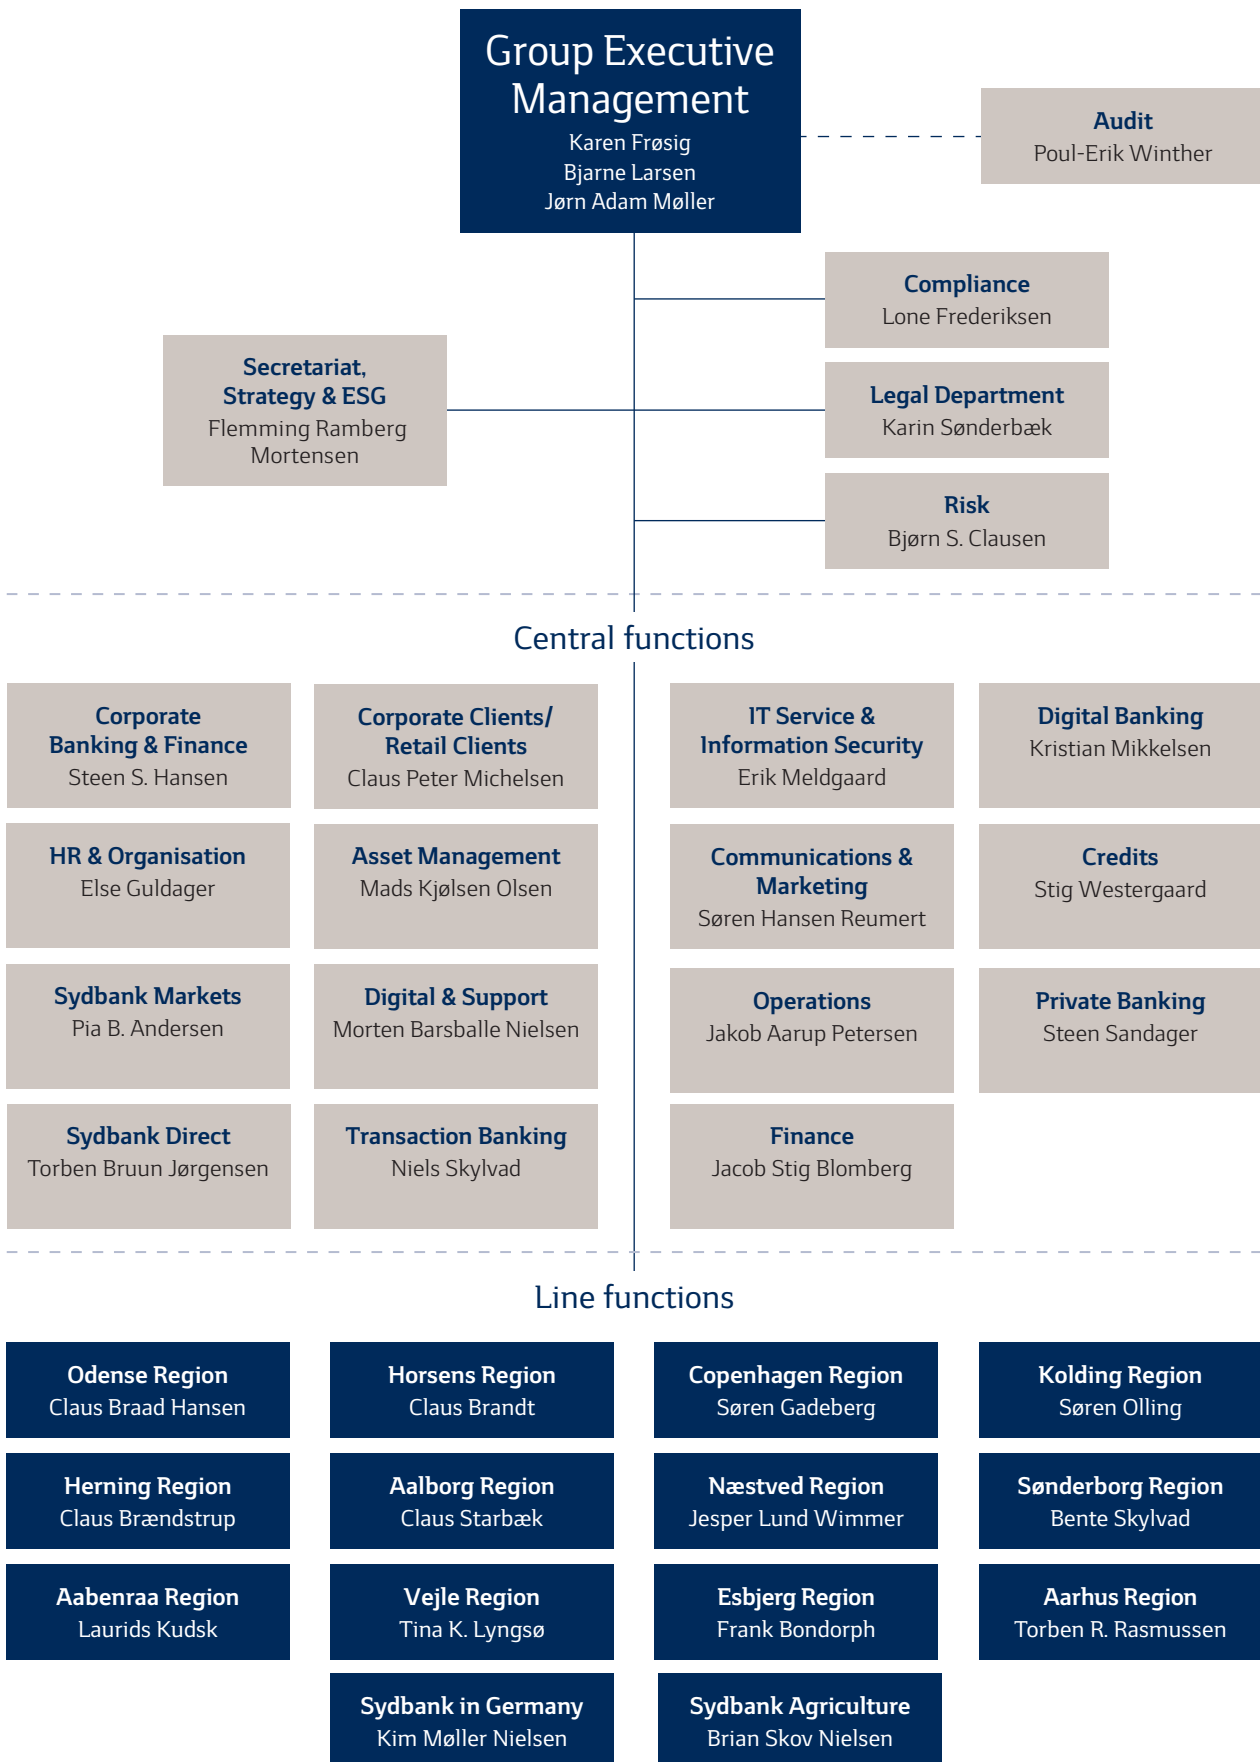 Group Executive
Management
Karen Frøsig
Bjarne Larsen
Jørn Adam Møller
Audit
Poul-Erik Winther
Compliance
Lone Frederiksen
Secretariat,
Strategy & ESG
Flemming Ramberg
Mortensen
Legal Department
Karin Sønderbæk
Risk
Bjørn S. Clausen
Central functions
Corporate
Banking & Finance
Steen S. Hansen
Corporate Clients/
Retail Clients
Claus Peter Michelsen
IT Service &
Information Security
Erik Meldgaard
Digital Banking
Kristian Mikkelsen
HR & Organisation
Else Guldager
Asset Management
Mads Kjølsen Olsen
Communications &
Marketing
Søren Hansen Reumert
Credits
Stig Westergaard
Sydbank Markets
Pia B. Andersen
Digital & Support
Morten Barsballe Nielsen
Operations
Jakob Aarup Petersen
Private Banking
Steen Sandager
Sydbank Direct
Torben Bruun Jørgensen
Transaction Banking
Niels Skylvad
Finance
Jacob Stig Blomberg
Line functions
Odense Region
Claus Braad Hansen
Horsens Region
Claus Brandt
Copenhagen Region
Søren Gadeberg
Kolding Region
Søren Olling
Herning Region
Claus Brændstrup
Aalborg Region
Claus Starbæk
Næstved Region
Jesper Lund Wimmer
Sønderborg Region
Bente Skylvad
Aabenraa Region
Laurids Kudsk
Vejle Region
Tina K. Lyngsø
Esbjerg Region
Frank Bondorph
Aarhus Region
Torben R. Rasmussen
Sydbank in Germany
Kim Møller Nielsen
Sydbank Agriculture
Brian Skov Nielsen